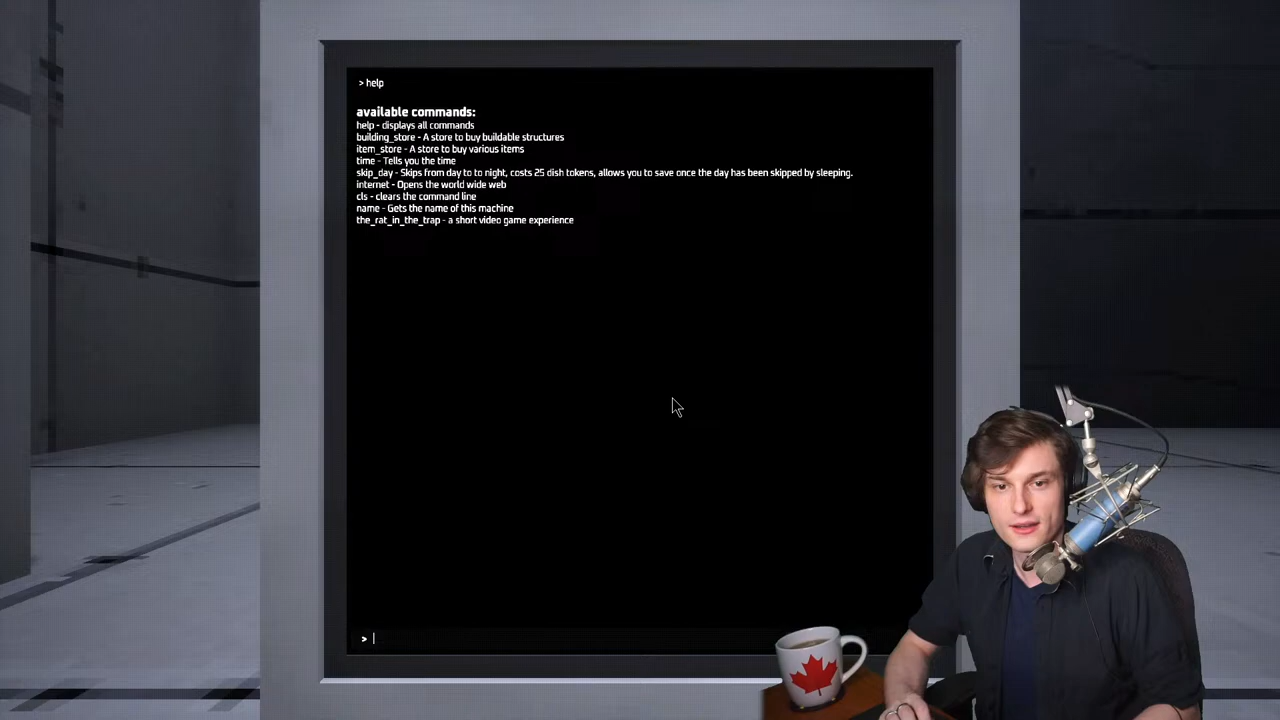 > help
available commands:
help - displays all commands
building_store - A store to buy buildable structures
item_store - A store to buy various items
time - Tells you the time
skip_day - Skips from day to to night, costs 25 dish tokens, allows you to save once the day has been skipped by sleeping.
internet - Opens the world wide web
cls - clears the command line
name - Gets the name of this machine
the_rat_in_the_trap - a short video game experience
>